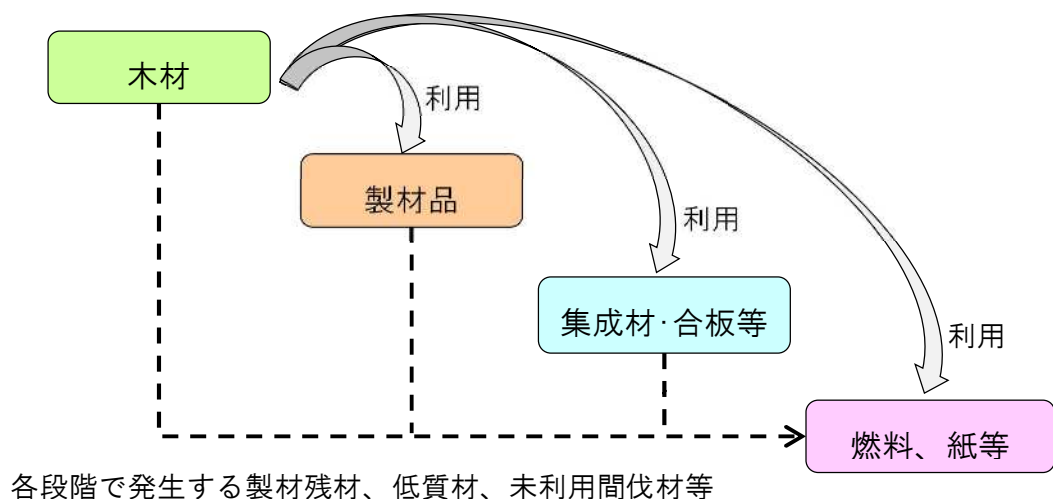 木材
利用
製材品
利用
集成材･合板等
利用
燃料、紙等
各段階で発生する製材残材、低質材、未利用間伐材等